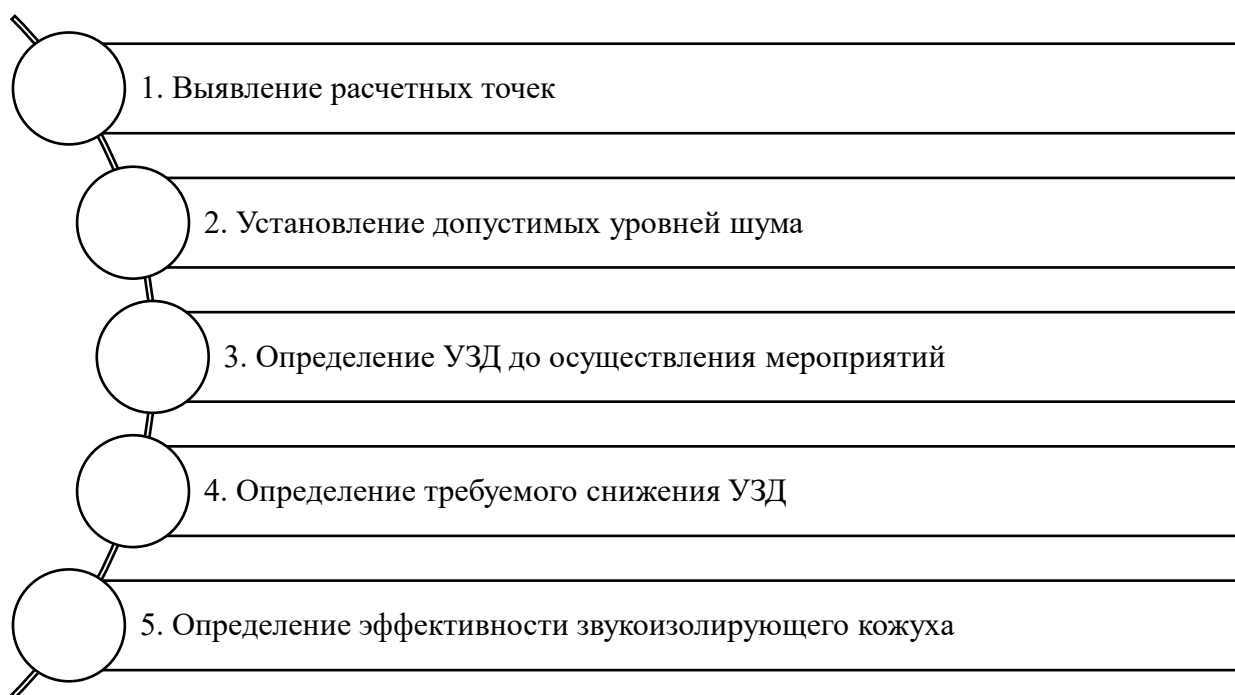 1. Выявление расчетных точек
2. Установление допустимых уровней шума
3. Определение УЗД до осуществления мероприятий
4. Определение требуемого снижения УЗД
5. Определение эффективности звукоизолирующего кожуха